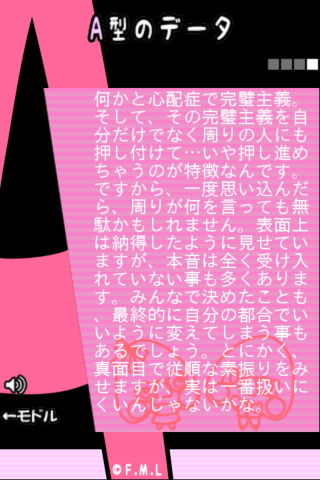 A型のデータ
何かと心配症で完璧主義。
そして、その完璧主義を自
分だけでなく周りの人にも
押し付けて…いや押し進め
ちゃうのが特徴なんです。
ですから、一度思い込んだ
ら、周りが何を言っても無
駄かもしれません。表面上
は納得したように見せてい
ますが、本音は全く受け入
れていない事も多くありま
す。みんなで決めたことも
、最終的に自分の都合でい
いように変えてしまう事も
あるでしょう。とにかく、
真面目で従順な素振りをみ
せますが、実は一番扱いに
くいんじゃないかな。
←モドル
©F.M.L